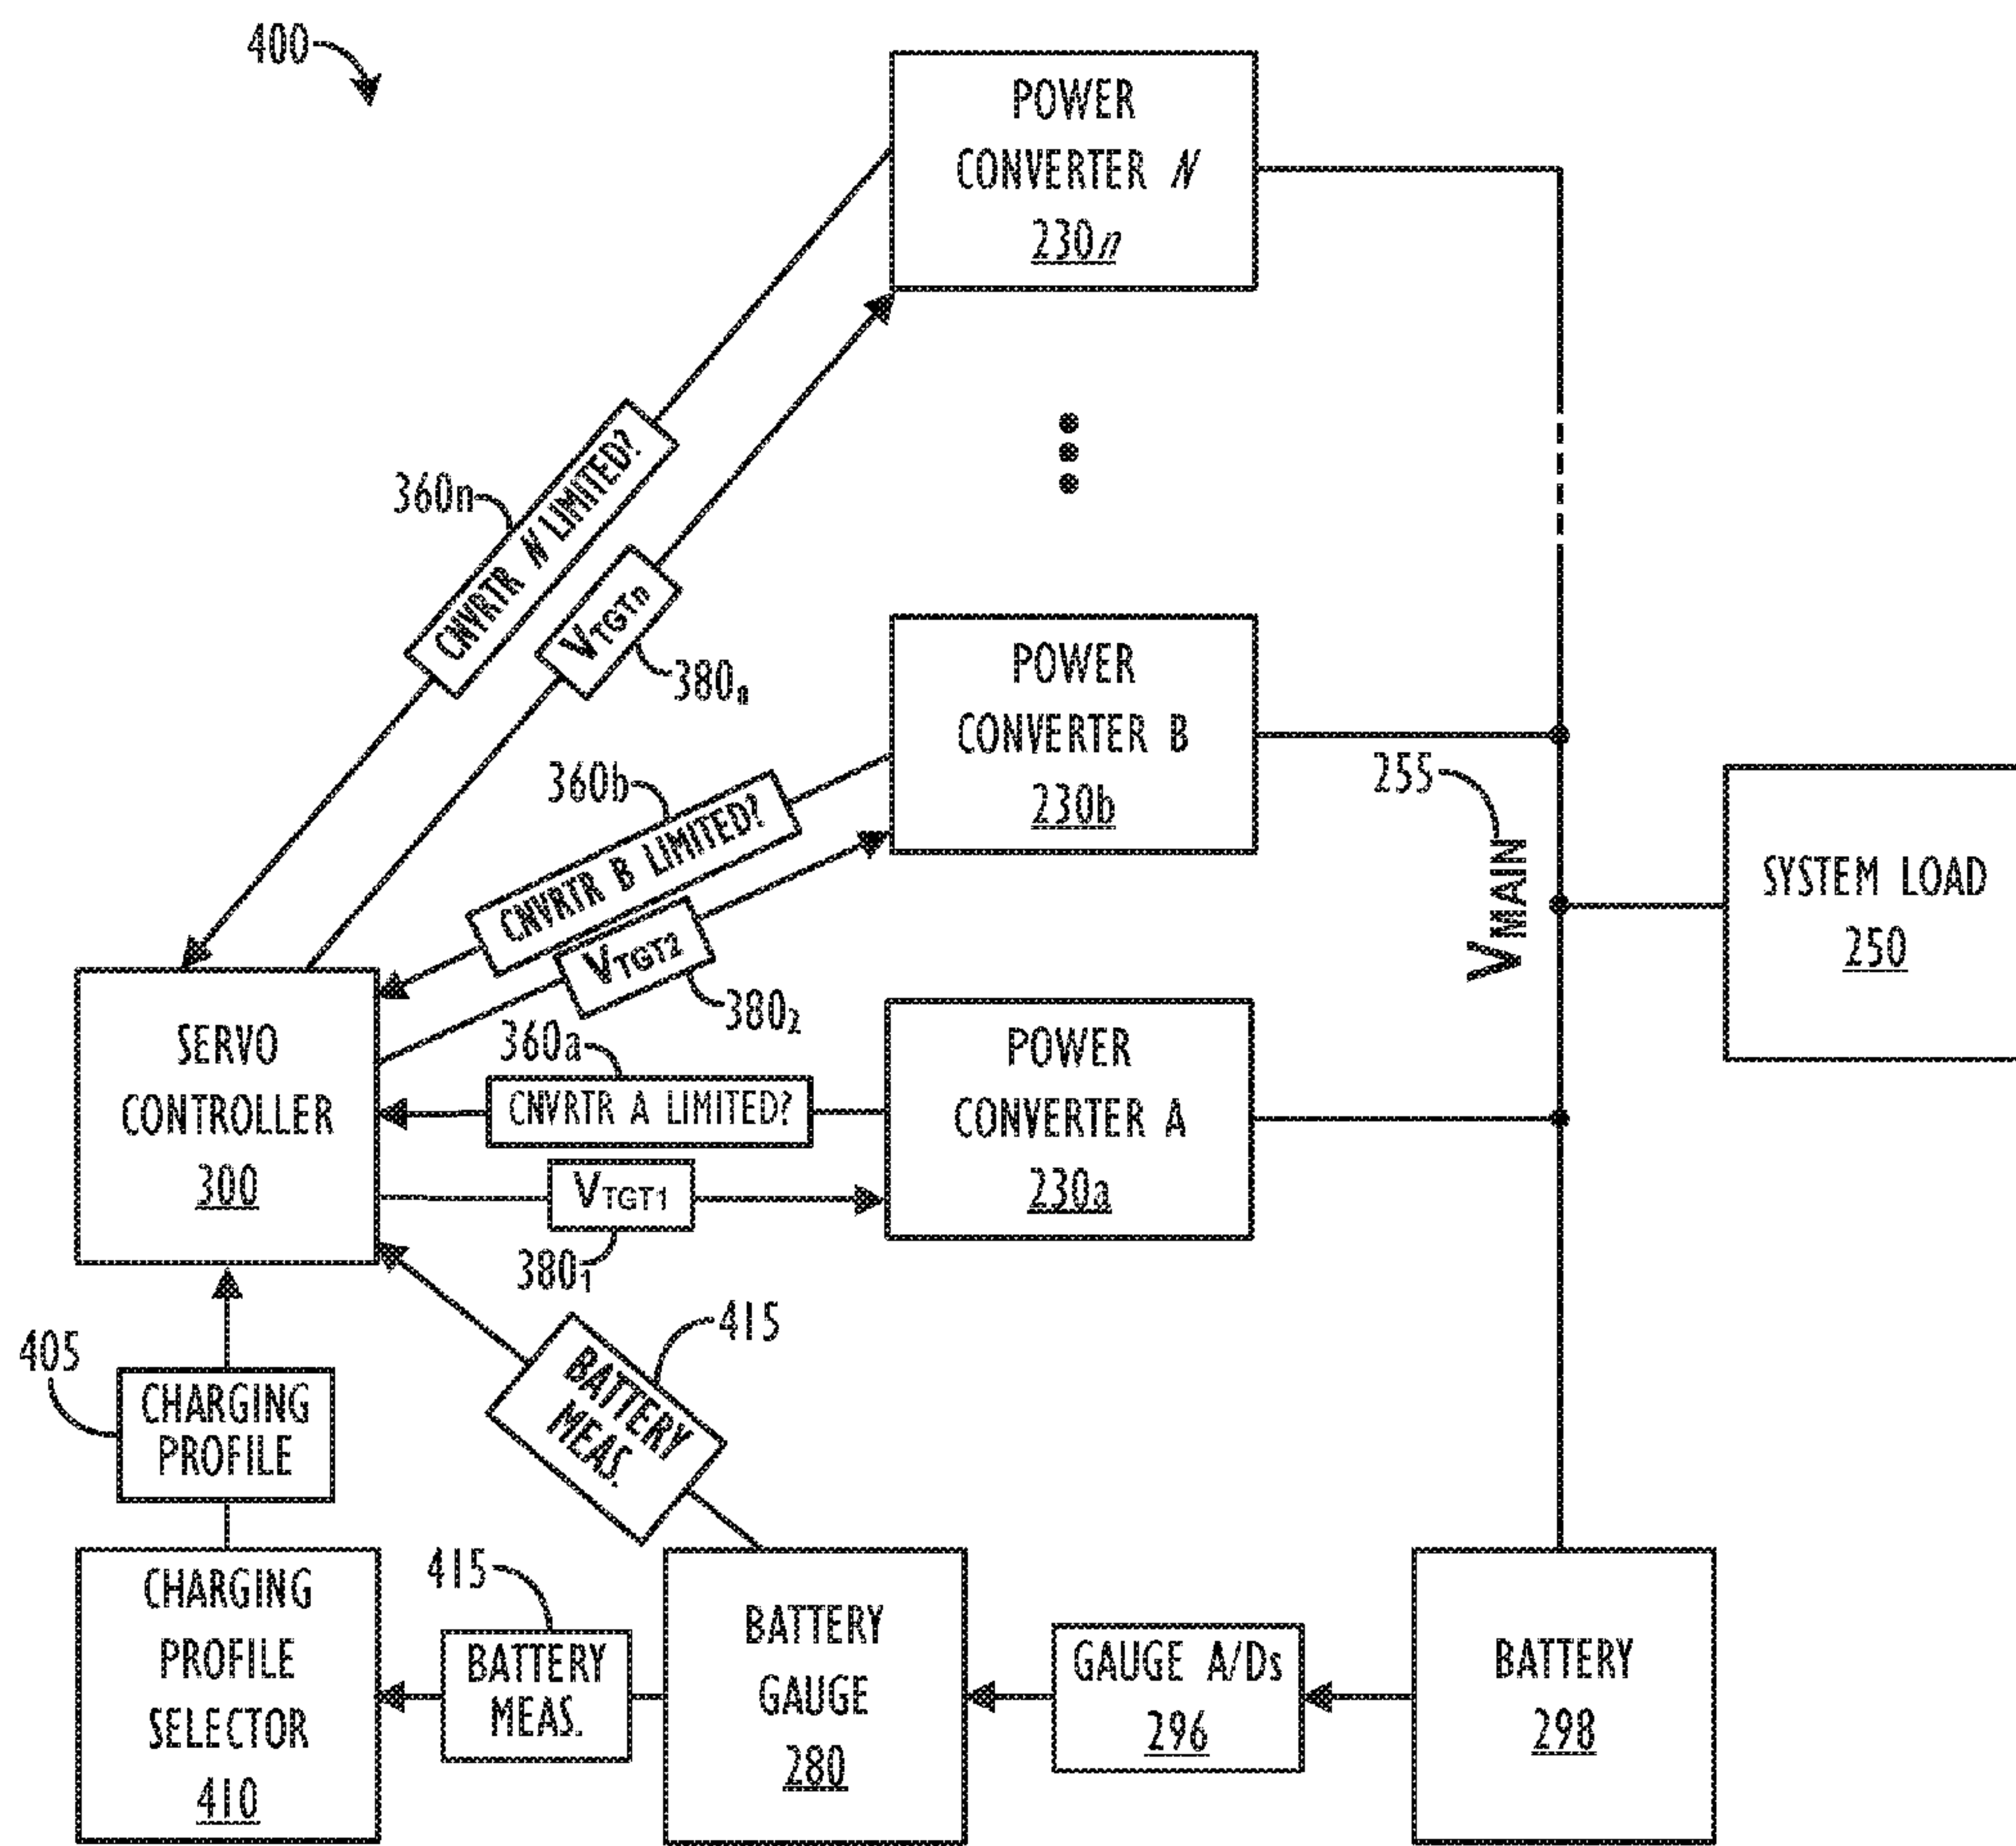 400
POWER
CONVERTER N
230n
360n
CNVRTR N LIMITED?
VTGTn
380n
POWER
CONVERTER B
230b
360b
CNVRTR B LIMITED?
VTGT2
3802
255
VMAIN
SYSTEM LOAD
250
SERVO
CONTROLLER
300
360a
CNVRTR A LIMITED?
VTGT1
3801
POWER
CONVERTER A
230a
405
CHARGING
PROFILE
415
BATTERY
MEAS.
CHARGING
PROFILE
SELECTOR
410
415
BATTERY
MEAS.
BATTERY
GAUGE
280
GAUGE A/Ds
296
BATTERY
298